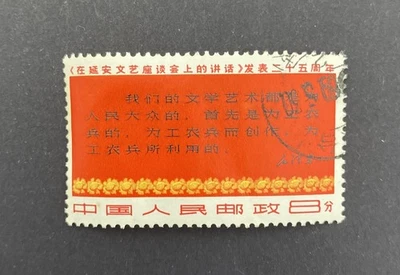 《在延安文艺座谈会上的讲话》发表二十五周年
我们的文学艺术都是为
人民大众的，首先是为工农
兵的，为工农兵而创作，为
工农兵所利用的。
中国人民邮政8分